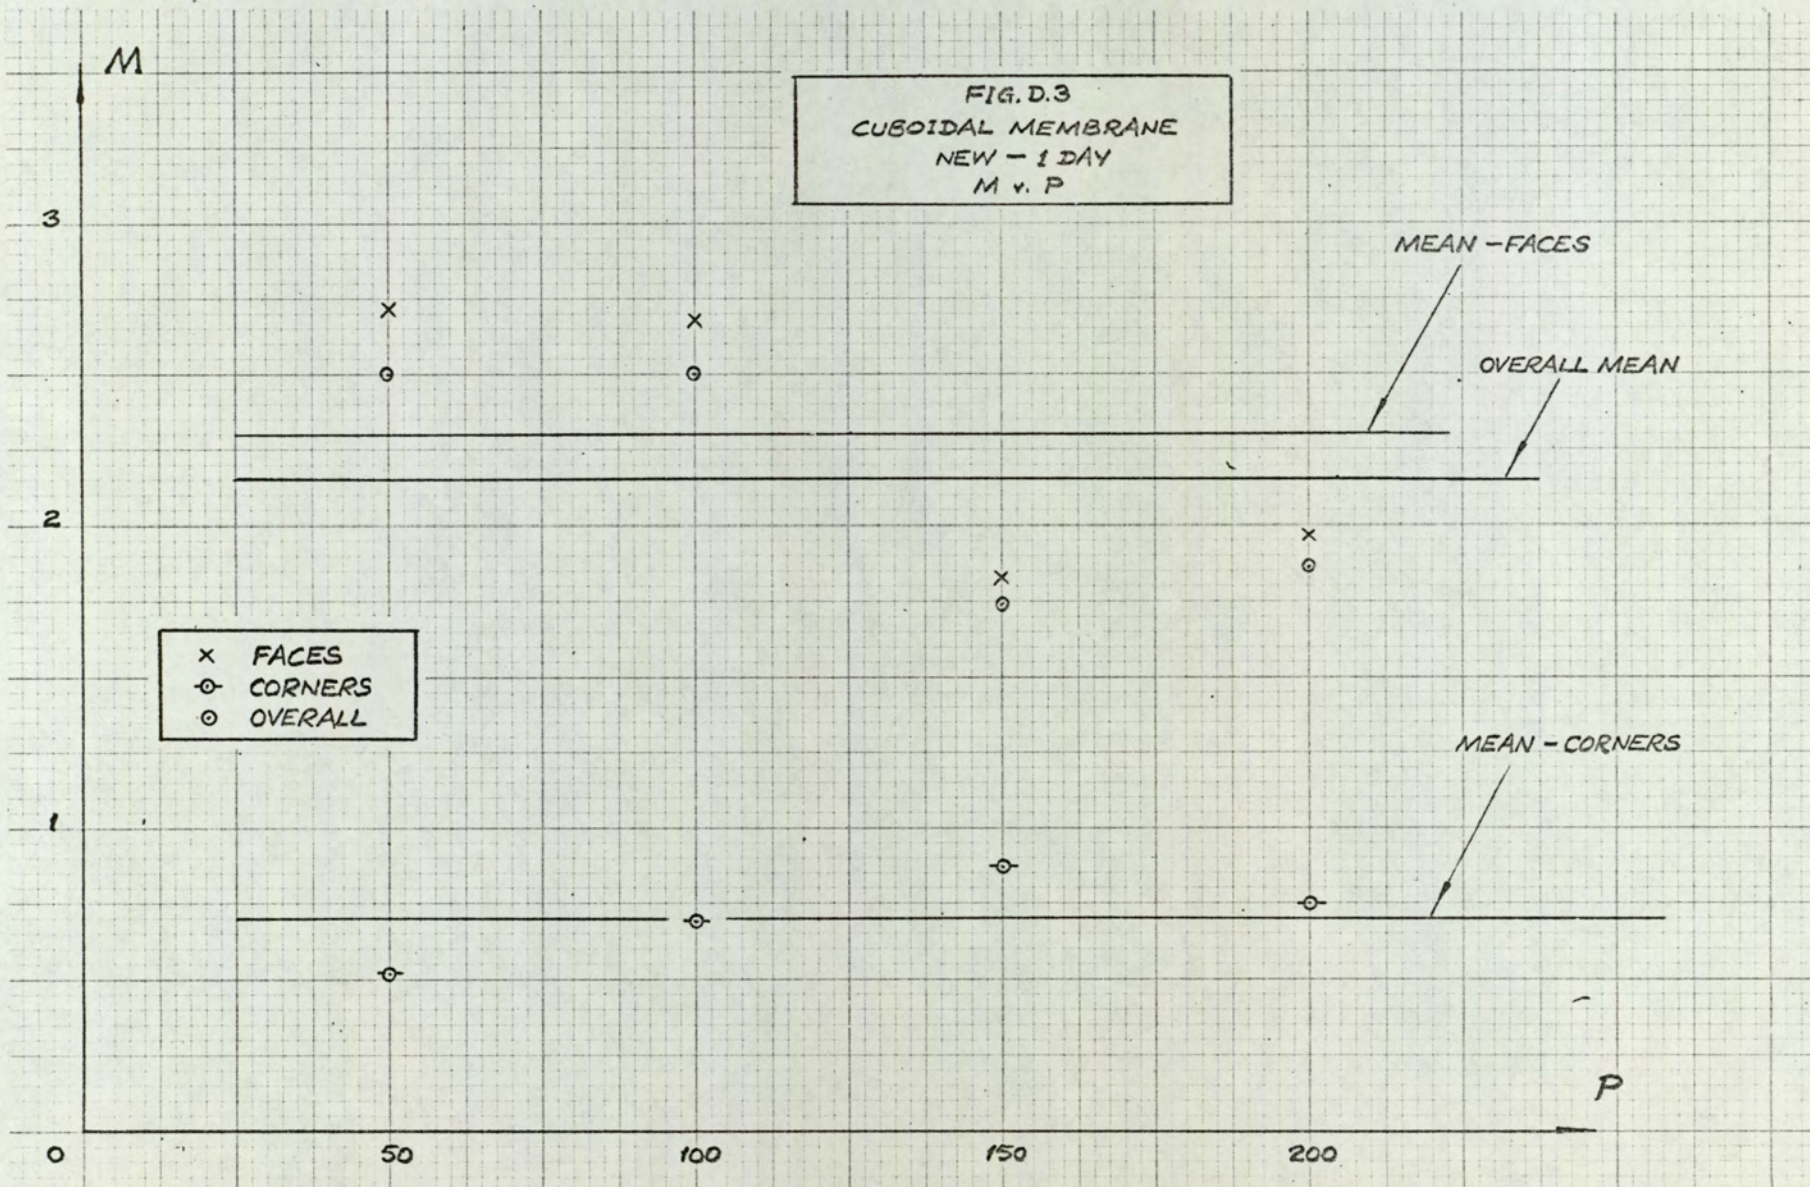 M
FIG. D.3
CUBOIDAL MEMBRANE
NEW - 1 DAY
M v. P
3
MEAN - FACES
OVERALL MEAN
2
FACES
CORNERS
OVERALL
MEAN - CORNERS
1
P
0 50 100 150 200